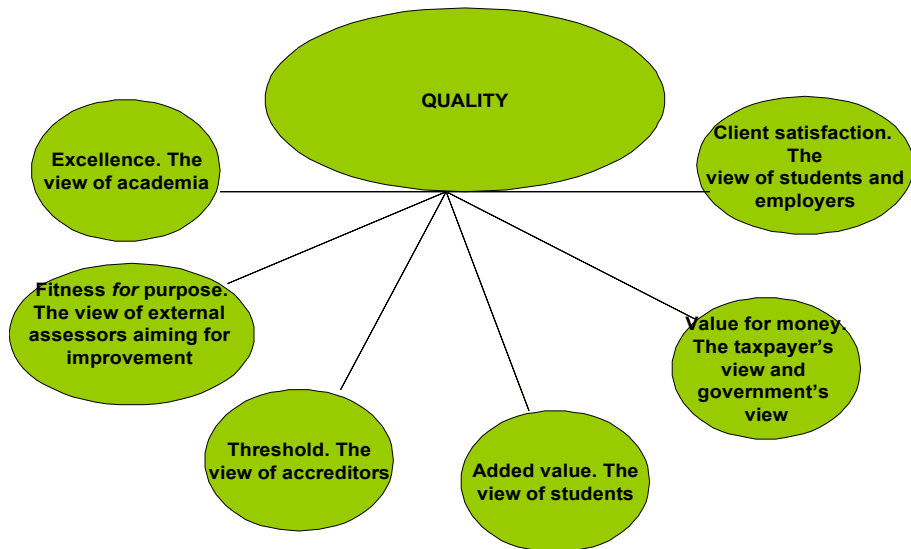 QUALITY
Excellence. The
view of academia
Client satisfaction.
The
view of students and
employers
Fitness for purpose.
The view of external
assessors aiming for
improvement
Value for money.
The taxpayer's
view and
government's
view
Threshold. The
view of accreditors
Added value. The
view of students